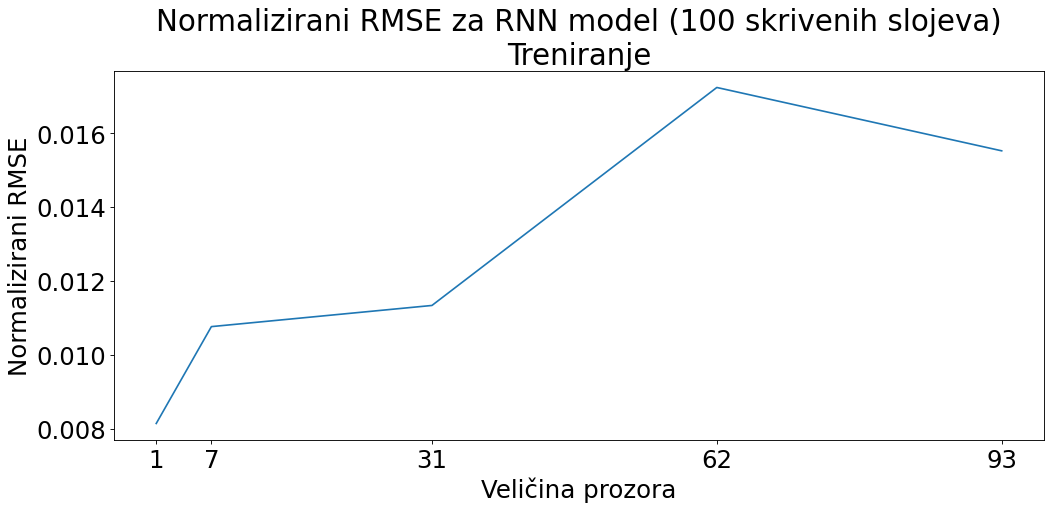 Normalizirani RMSE za RNN model (100 skrivenih slojeva)
Treniranje
Normalizirani RMSE
0.016
0.014
0.012
0.010
0.008
1 7 31 62 93
Veličina prozora